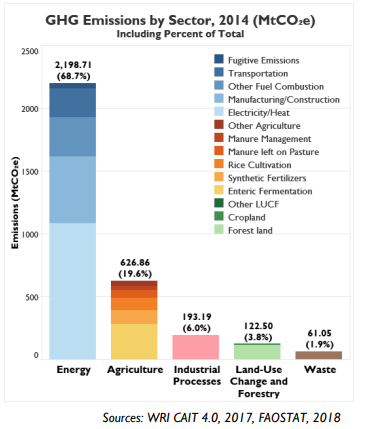 GHG Emissions by Sector, 2014 (MtCO₂e)
Including Percent of Total
Emissions (MtCO₂e)
2500
2000
1500
1000
500
0
2,198.71
(68.7%)
626.86
(19.6%)
193.19
(6.0%)
122.50
(3.8%)
61.05
(1.9%)
Fugitive Emissions
Transportation
Other Fuel Combustion
Manufacturing/Construction
Electricity/Heat
Other Agriculture
Manure Management
Manure left on Pasture
Rice Cultivation
Synthetic Fertilizers
Enteric Fermentation
Other LUCF
Cropland
Forest land
Energy
Agriculture
Industrial
Processes
Land-Use
Change and
Forestry
Waste
Sources: WRI CAIT 4.0, 2017, FAOSTAT, 2018